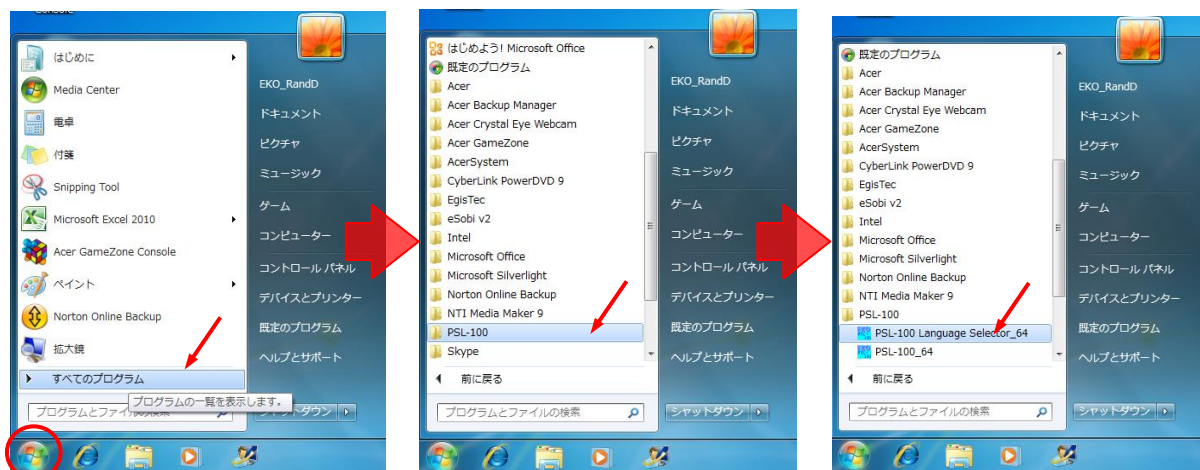 はじめに
Media Center
電卓
付箋
Snipping Tool
Microsoft Excel 2010
Acer GameZone Console
ペイント
Norton Online Backup
拡大鏡
すべてのプログラム
プログラムの一覧を表示します。
プログラムとファイルの検索
EKO_RandD
ドキュメント
ピクチャ
ミュージック
ゲーム
コンピューター
コントロール パネル
デバイスとプリンター
既定のプログラム
ヘルプとサポート
シャットダウン
はじめよう! Microsoft Office
既定のプログラム
Acer
Acer Backup Manager
Acer Crystal Eye Webcam
Acer GameZone
AcerSystem
CyberLink PowerDVD 9
EgisTec
eSobi v2
Intel
Microsoft Office
Microsoft Silverlight
Norton Online Backup
NTI Media Maker 9
PSL-100
Skype
前に戻る
プログラムとファイルの検索
EKO_RandD
ドキュメント
ピクチャ
ミュージック
ゲーム
コンピューター
コントロール パネル
デバイスとプリンター
既定のプログラム
ヘルプとサポート
シャットダウン
既定のプログラム
Acer
Acer Backup Manager
Acer Crystal Eye Webcam
Acer GameZone
AcerSystem
CyberLink PowerDVD 9
EgisTec
eSobi v2
Intel
Microsoft Office
Microsoft Silverlight
Norton Online Backup
NTI Media Maker 9
PSL-100
PSL-100 Language Selector_64
PSL-100_64
前に戻る
プログラムとファイルの検索
EKO_RandD
ドキュメント
ピクチャ
ミュージック
ゲーム
コンピューター
コントロール パネル
デバイスとプリンター
既定のプログラム
ヘルプとサポート
シャットダウン